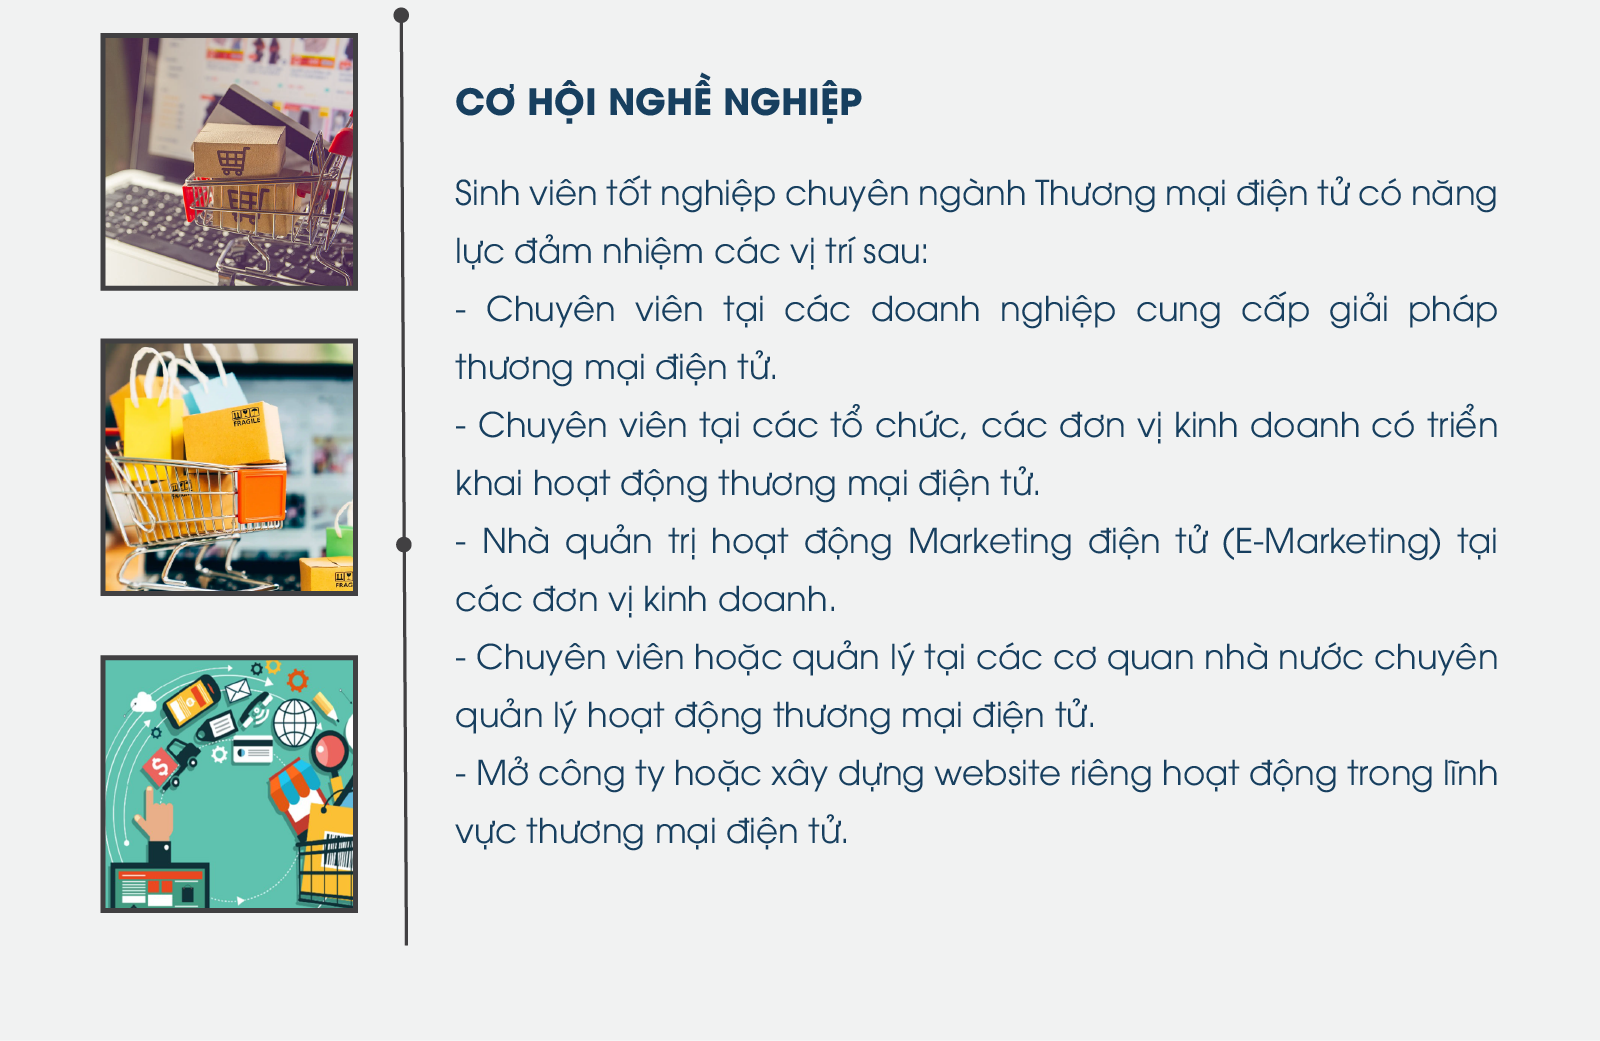 CƠ HỘI NGHỀ NGHIỆP
Sinh viên tốt nghiệp chuyên ngành Thương mại điện tử có năng
lực đảm nhiệm các vị trí sau:
- Chuyên viên tại các doanh nghiệp cung cấp giải pháp
thương mại điện tử.
- Chuyên viên tại các tổ chức, các đơn vị kinh doanh có triển
khai hoạt động thương mại điện tử.
- Nhà quản trị hoạt động Marketing điện tử (E-Marketing) tại
các đơn vị kinh doanh.
- Chuyên viên hoặc quản lý tại các cơ quan nhà nước chuyên
quản lý hoạt động thương mại điện tử.
- Mở công ty hoặc xây dựng website riêng hoạt động trong lĩnh
vực thương mại điện tử.
FRAGILE
FRAG
$